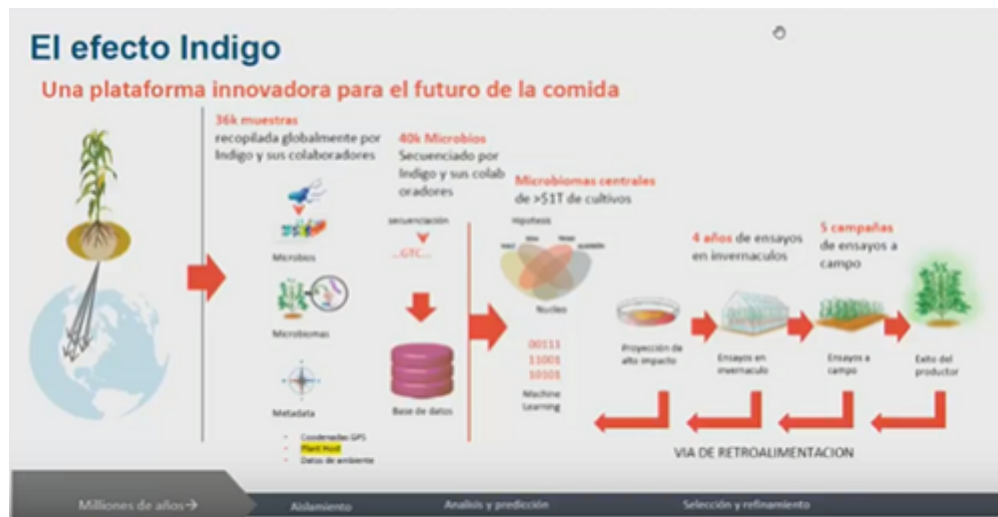 El efecto Indigo
Una plataforma innovadora para el futuro de la comida
36k muestras
recopilada globalmente por
Indigo y sus colaboradores
Microbios
Microbiomas
Metadata
- Coodenadas GPS
- Plant Host
- Datos de ambiente
40k Microbios
Secuenciado por
Indigo y sus colab
oradores
secuenciación
...GTC...
Base de datos
Microbiomas centrales
de >$1T de cultivos
Hipotesis
Nucleo
00111
11001
10101
Machine
Learning
Proyección de
alto impacto
4 años de ensayos
en invernaculos
Ensayos en
invernaculo
5 campañas
de ensayos a
campo
Ensayos a
campo
Exito del
productor
VIA DE RETROALIMENTACION
Milliones de años→
Aislamiento
Analisis y predicción
Selección y refinamiento